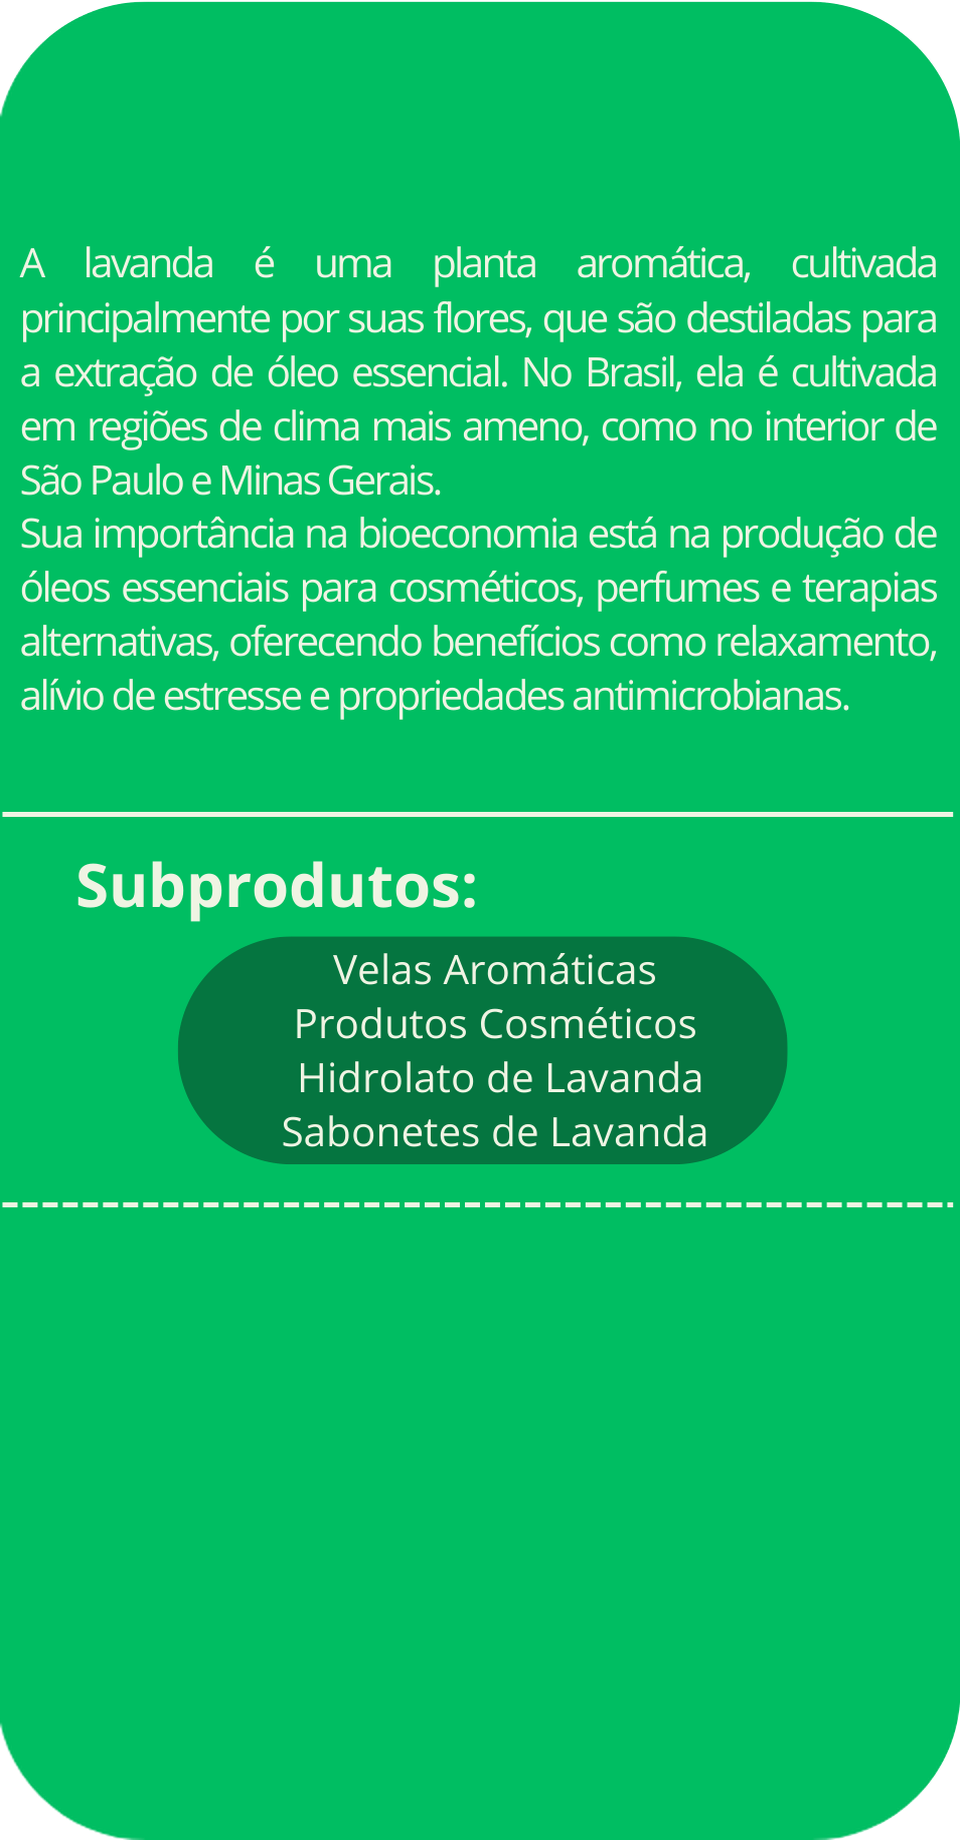 A lavanda é uma planta aromática, cultivada
principalmente por suas flores, que são destiladas para
a extração de óleo essencial. No Brasil, ela é cultivada
em regiões de clima mais ameno, como no interior de
São Paulo e Minas Gerais.
Sua importância na bioeconomia está na produção de
óleos essenciais para cosméticos, perfumes e terapias
alternativas, oferecendo benefícios como relaxamento,
alívio de estresse e propriedades antimicrobianas.
Subprodutos:
Velas Aromáticas
Produtos Cosméticos
Hidrolato de Lavanda
Sabonetes de Lavanda